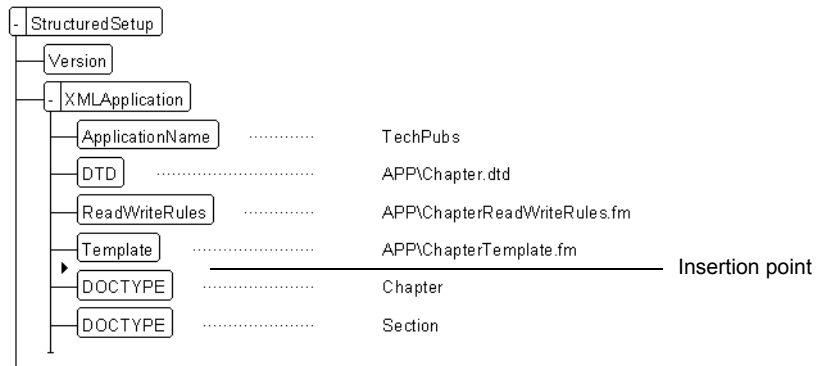 - StructuredSetup
Version
- XMLApplication
ApplicationName ............ TechPubs
DTD ............ APP\Chapter.dtd
ReadWriteRules ............ APP\ChapterReadWriteRules.fm
Template ............ APP\ChapterTemplate.fm
Insertion point
DOCTYPE ............ Chapter
DOCTYPE ............ Section